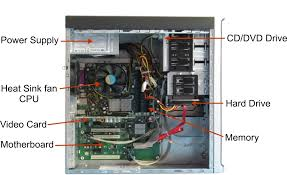 Power Supply
CD/DVD Drive
Heat Sink fan
CPU
Hard Drive
Video Card
Memory
Motherboard